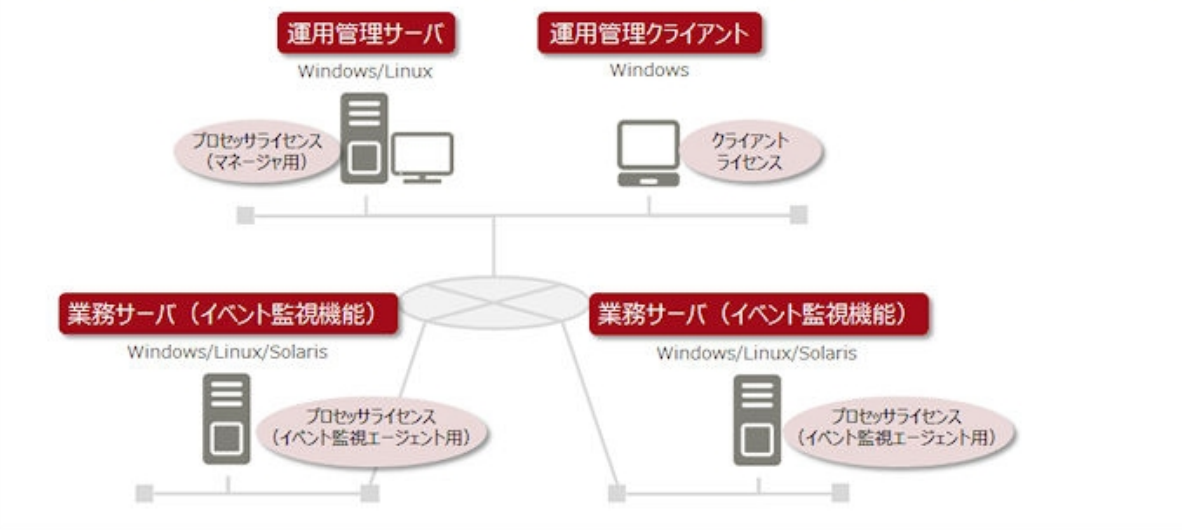 運用管理サーバ
運用管理クライアント
Windows/Linux
Windows
プロセッサライセンス
(マネージャ用)
クライアント
ライセンス
業務サーバ(イベント監視機能)
業務サーバ(イベント監視機能)
Windows/Linux/Solaris
Windows/Linux/Solaris
プロセッサライセンス
(イベント監視エージェント用)
プロセッサライセンス
(イベント監視エージェント用)